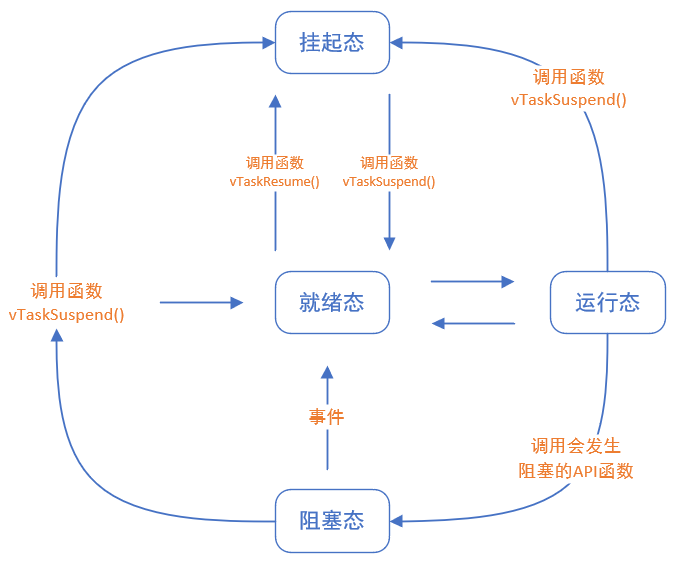 挂起态
调用函数
vTaskSuspend()
调用函数
vTaskResume()
调用函数
vTaskSuspend()
调用函数
vTaskSuspend()
就绪态
运行态
事件
调用会发生
阻塞的API函数
阻塞态